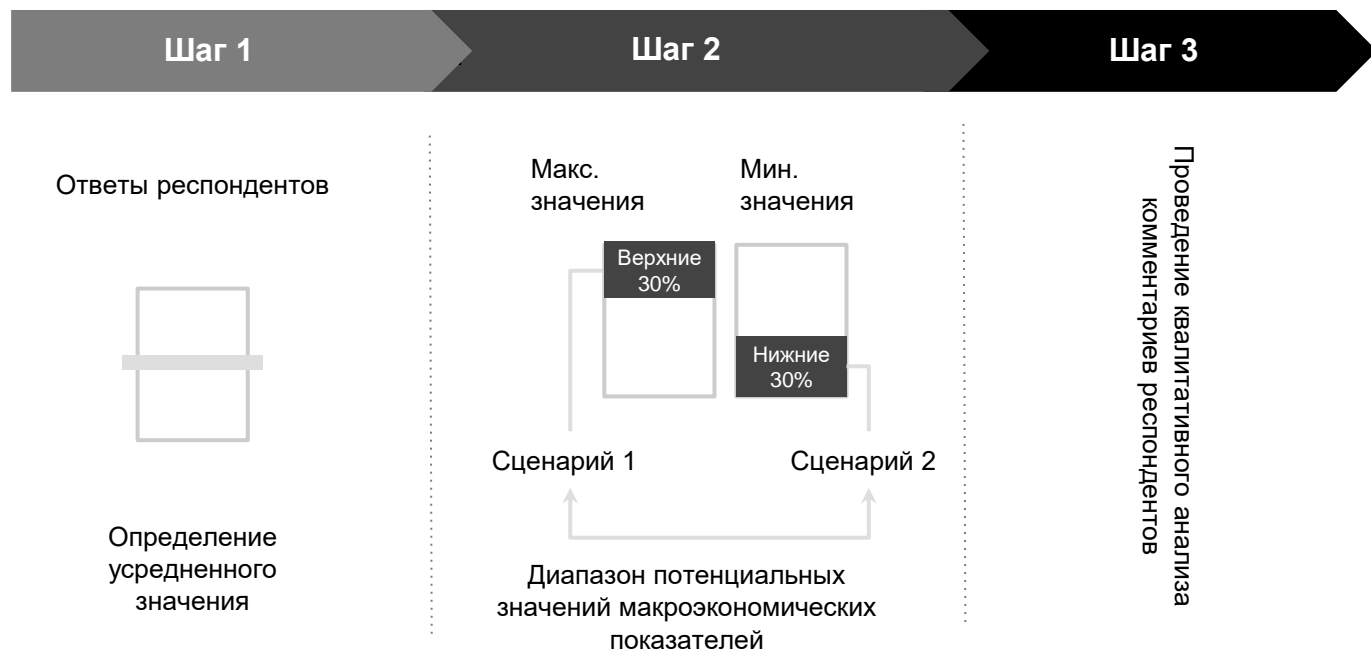 Шаг 1
Шаг 2
Шаг 3
Ответы респондентов
Определение
усредненного
значения
Макс.
значения
Мин.
значения
Верхние
30%
Нижние
30%
Сценарий 1
Сценарий 2
Диапазон потенциальных
значений макроэкономических
показателей
Проведение квалитативного анализа
комментариев респондентов